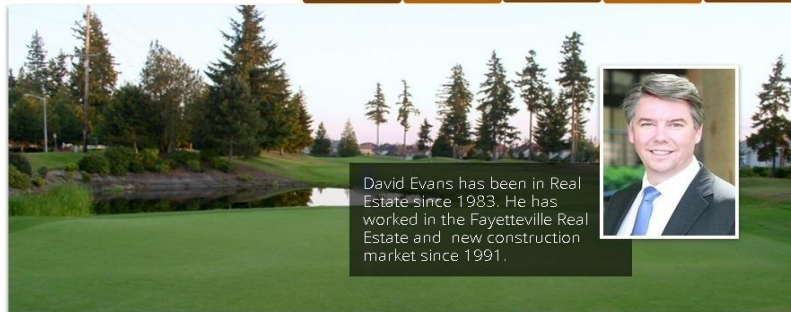 David Evans has been in Real
Estate since 1983. He has
worked in the Fayetteville Real
Estate and  new construction
market since 1991.